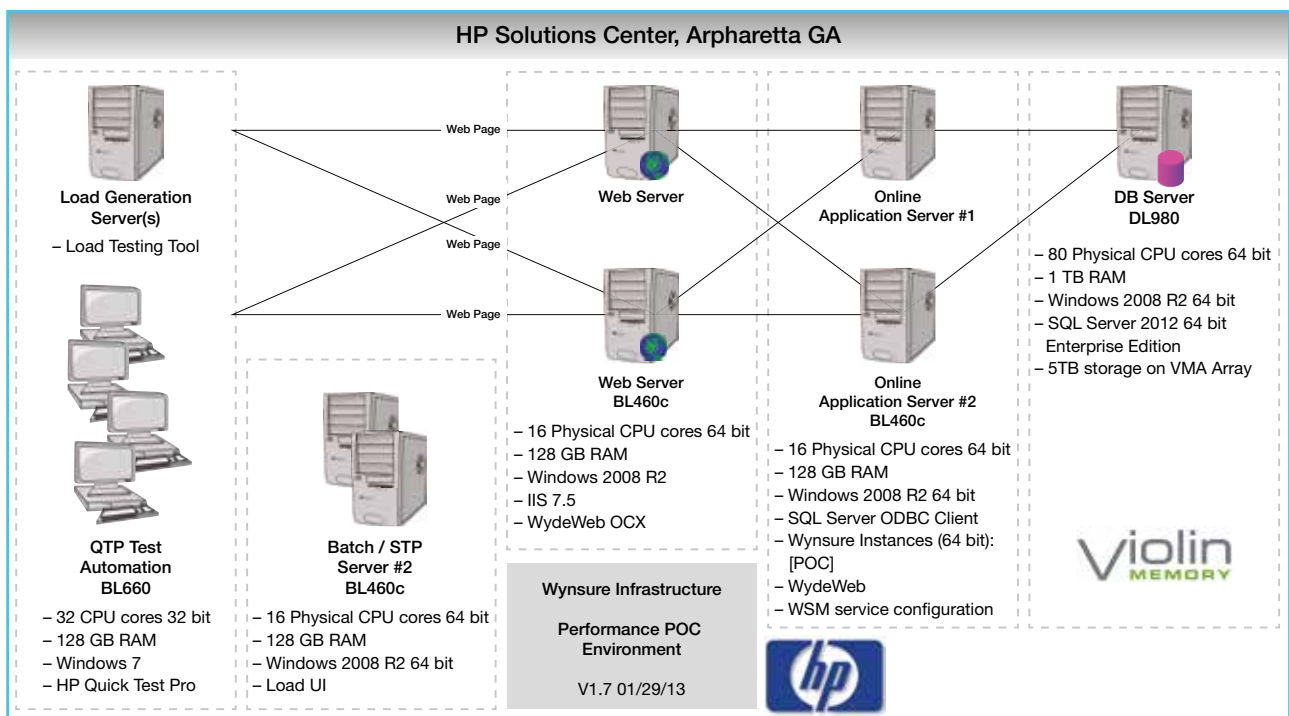 HP Solutions Center, Arpharetta GA
Load Generation
Server(s)
– Load Testing Tool
QTP Test
Automation
BL660
– 32 CPU cores 32 bit
– 128 GB RAM
– Windows 7
– HP Quick Test Pro
Batch / STP
Server #2
BL460c
– 16 Physical CPU cores 64 bit
– 128 GB RAM
– Windows 2008 R2 64 bit
– Load UI
Web Page
Web Page
Web Page
Web Page
Web Server
Web Server
BL460c
– 16 Physical CPU cores 64 bit
– 128 GB RAM
– Windows 2008 R2
– IIS 7.5
– WydeWeb OCX
Wynsure Infrastructure
Performance POC
Environment
V1.7 01/29/13
Online
Application Server #1
Online
Application Server #2
BL460c
– 16 Physical CPU cores 64 bit
– 128 GB RAM
– Windows 2008 R2 64 bit
– SQL Server ODBC Client
– Wynsure Instances (64 bit):
[POC]
– WydeWeb
– WSM service configuration
hp
DB Server
DL980
– 80 Physical CPU cores 64 bit
– 1 TB RAM
– Windows 2008 R2 64 bit
– SQL Server 2012 64 bit
Enterprise Edition
– 5TB storage on VMA Array
Violin
MEMORY